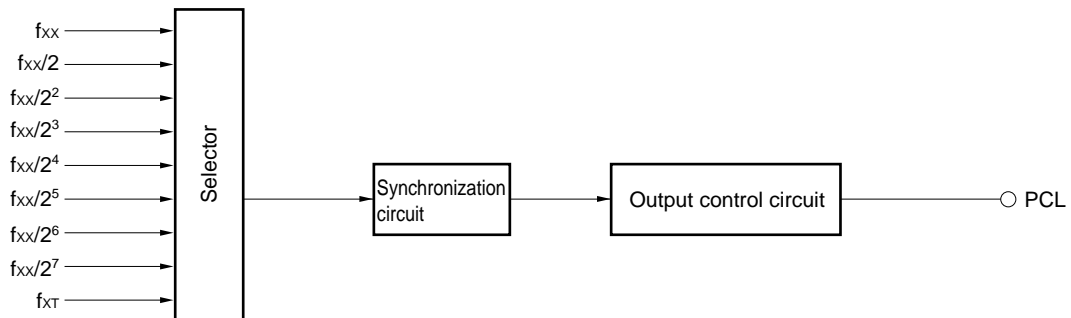 fxx
fxx/2
fxx/2²
fxx/2³
fxx/2⁴
fxx/2⁵
fxx/2⁶
fxx/2⁷
fXT
Selector
Synchronization
circuit
Output control circuit
PCL